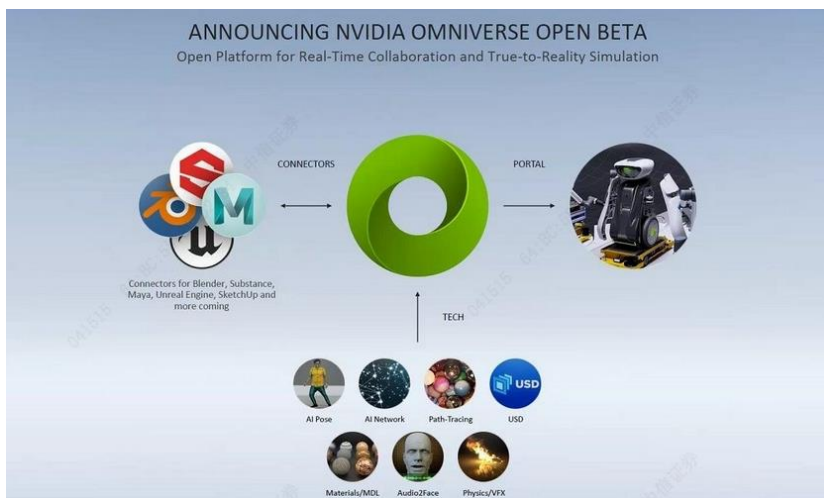 ANNOUNCING NVIDIA OMNIVERSE OPEN BETA
Open Platform for Real-Time Collaboration and True-to-Reality Simulation
CONNECTORS
PORTAL
Connectors for Blender, Substance,
Maya, Unreal Engine, SketchUp and
more coming
TECH
AI Pose
AI Network
Path-Tracing
USD
USD
Materials/MDL
Audio2Face
Physics/VFX